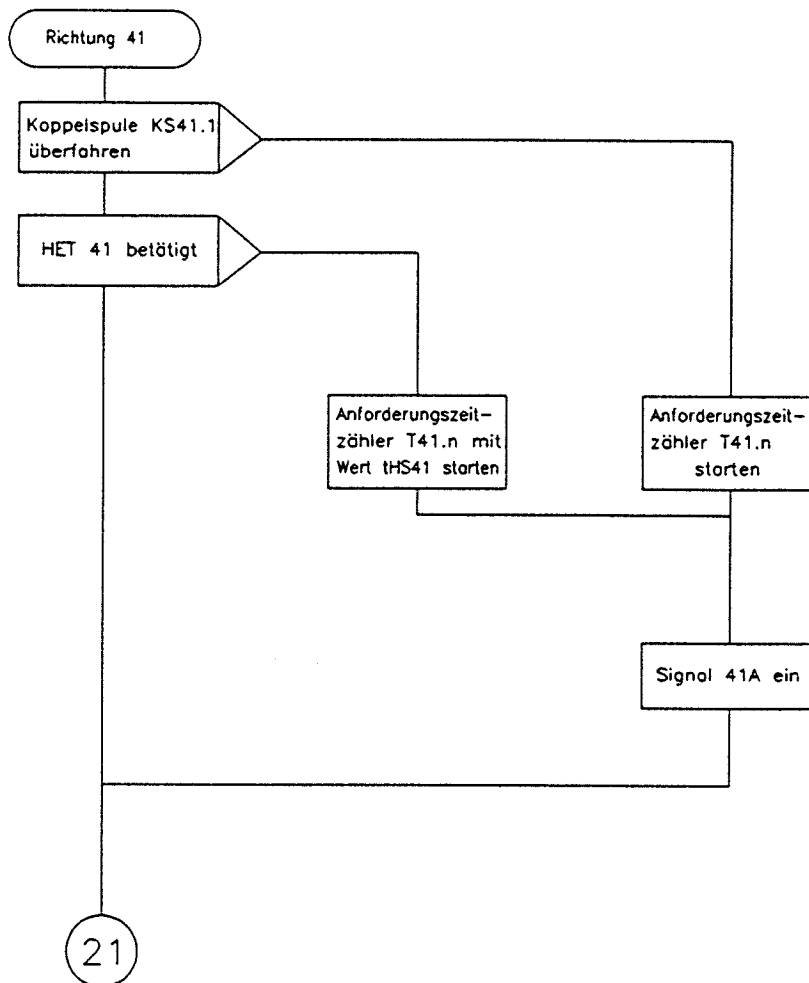 Richtung 41
Koppelspule KS41.1
überfahren
HET 41 betätigt
Anforderungszeit-
zähler T41.n mit
Wert tHS41 starten
Anforderungszeit-
zähler T41.n
starten
Signal 41A ein
21